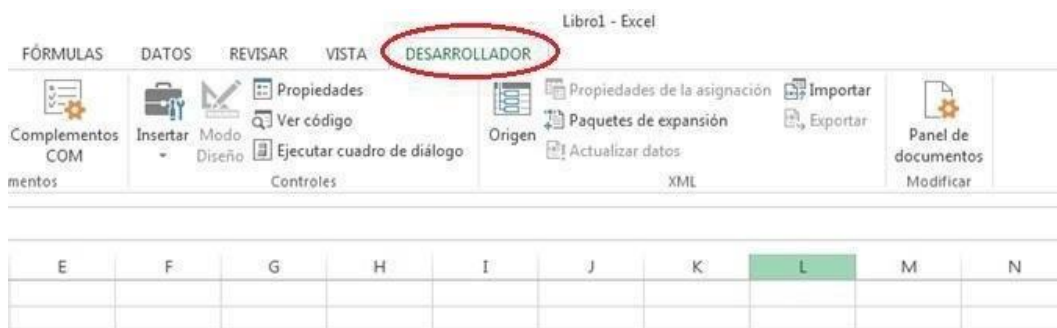 Libro1 - Excel
FÓRMULAS DATOS REVISAR VISTA DESARROLLADOR
Complementos COM
Insertar
Modo Diseño
Propiedades
Ver código
Ejecutar cuadro de diálogo
Origen
Propiedades de la asignación
Paquetes de expansión
Actualizar datos
Importar
Exportar
Panel de documentos
mentos Controles XML Modificar
E F G H I J K L M N